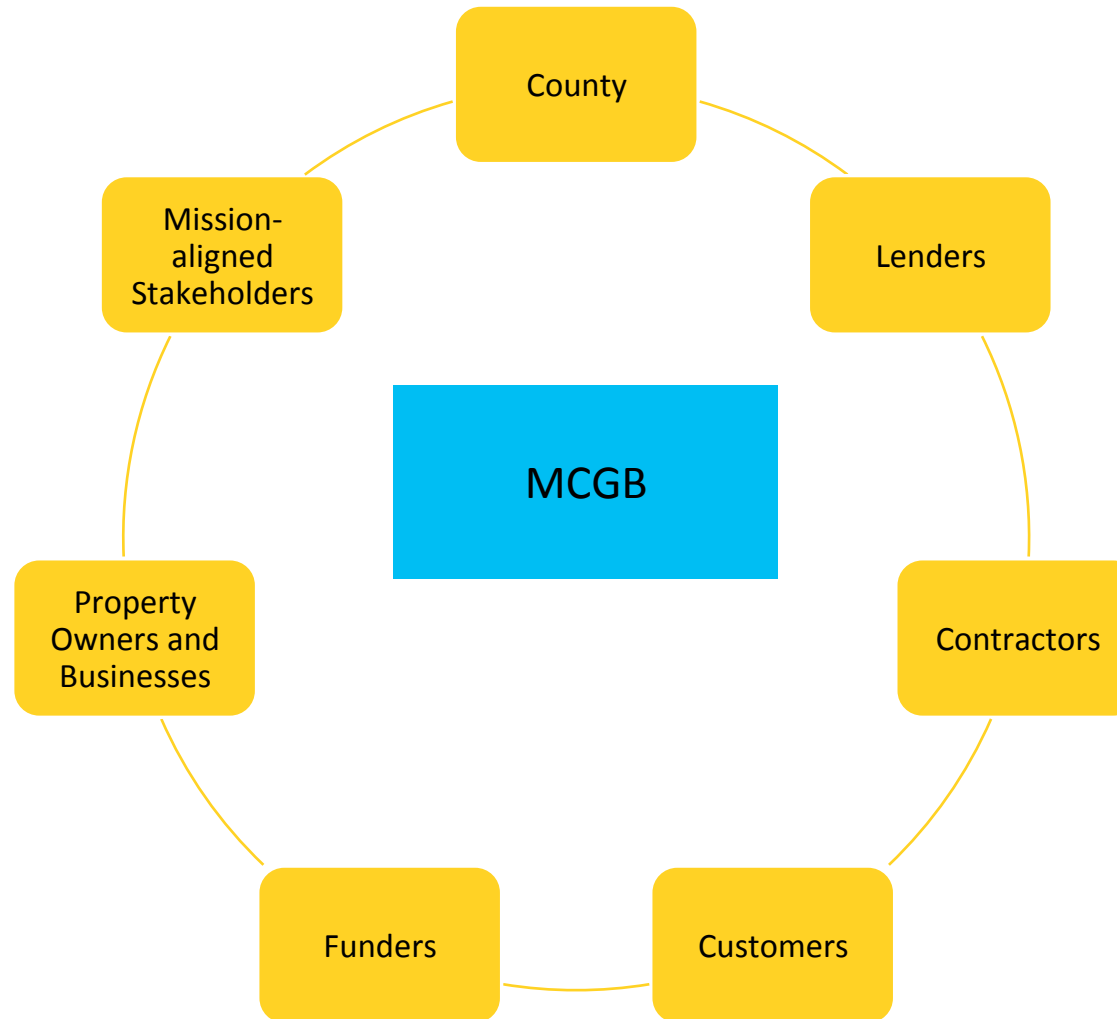 County
Mission-
aligned
Stakeholders
Lenders
MCGB
Property
Owners and
Businesses
Contractors
Funders
Customers